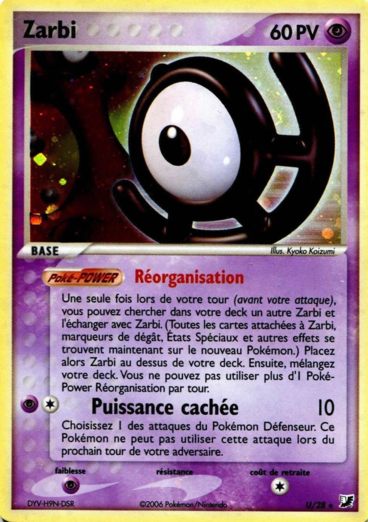 Zarbi 60 PV
BASE Illus. Kyoko Koizumi
Poké-POWER Réorganisation
Une seule fois lors de votre tour (avant votre attaque),
vous pouvez chercher dans votre deck un autre Zarbi et
l'échanger avec Zarbi. (Toutes les cartes attachées à Zarbi,
marqueurs de dégât, États Spéciaux et autres effets se
trouvent maintenant sur le nouveau Pokémon.) Placez
alors Zarbi au dessus de votre deck. Ensuite, mélangez
votre deck. Vous ne pouvez pas utiliser plus d'1 Poké-
Power Réorganisation par tour.
Puissance cachée 10
Choisissez 1 des attaques du Pokémon Défenseur. Ce
Pokémon ne peut pas utiliser cette attaque lors du
prochain tour de votre adversaire.
faiblesse résistance coût de retraite
DYV-H9N-DSR ©2006 Pokémon/Nintendo U/28